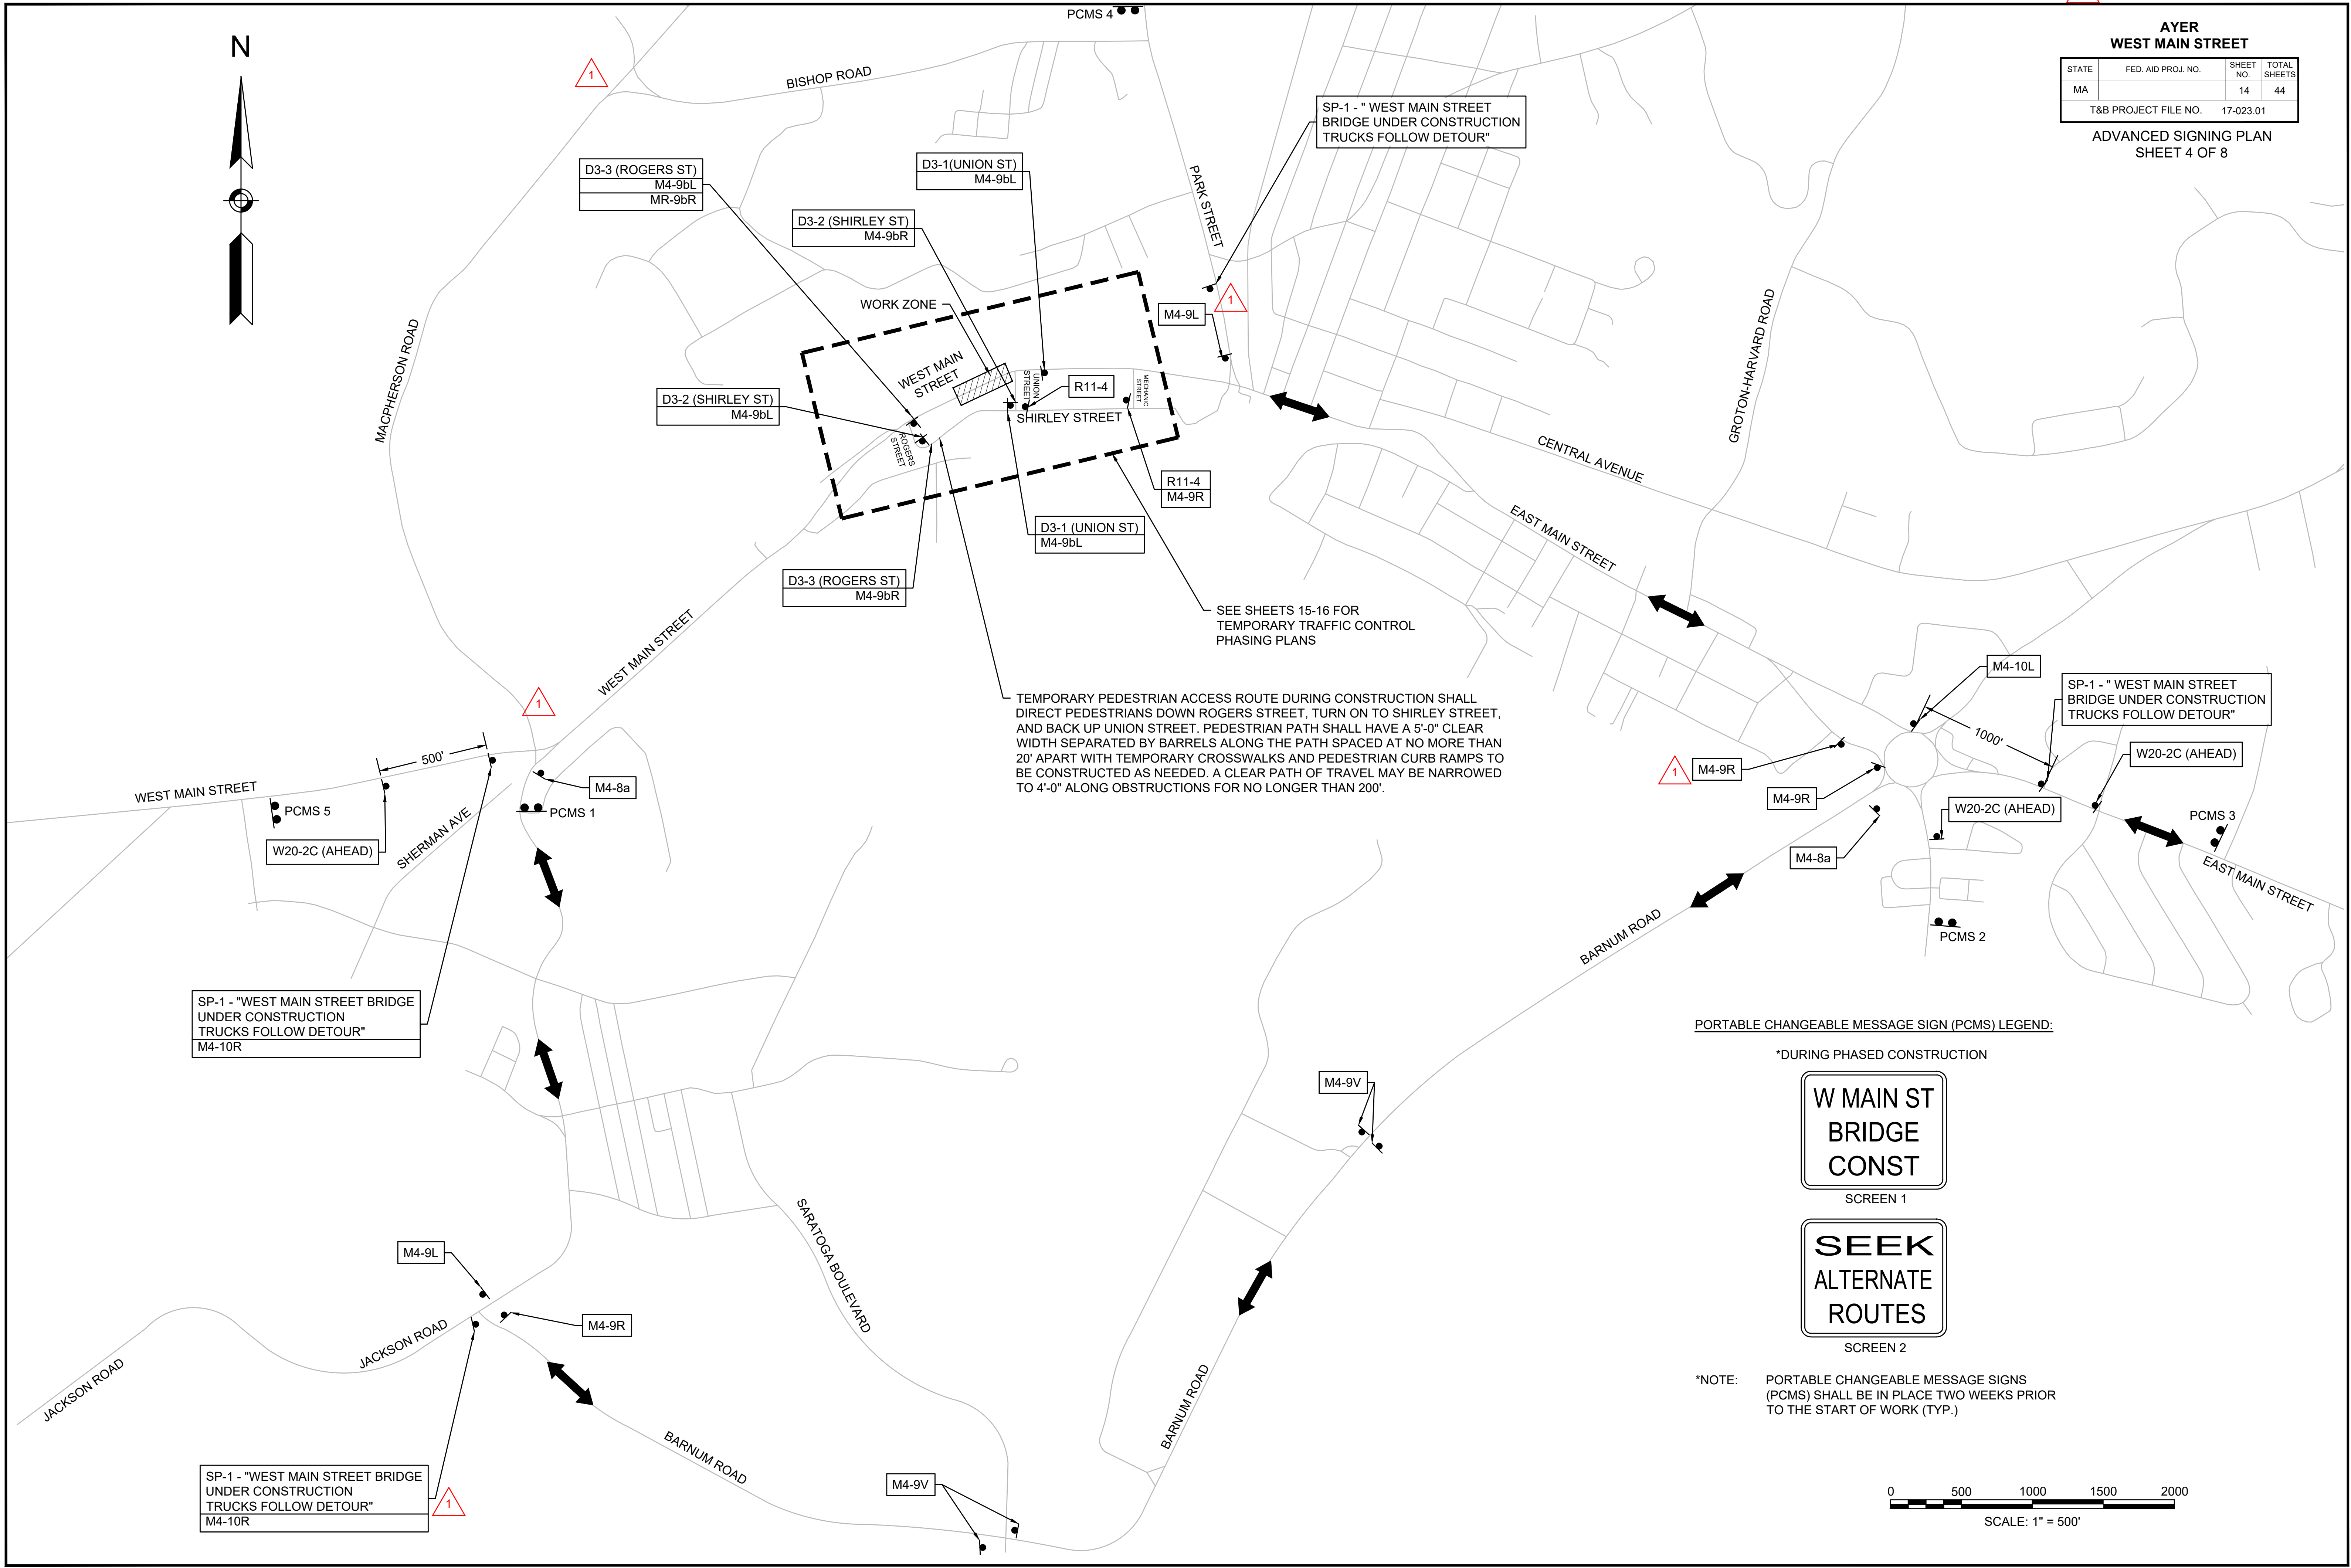 PCMS 4
N
1
BISHOP ROAD
AYER
WEST MAIN STREET
STATE
FED. AID PROJ. NO.
SHEET NO.
TOTAL SHEETS
MA
14
44
T&B PROJECT FILE NO. 17-023.01
ADVANCED SIGNING PLAN
SHEET 4 OF 8
SP-1 - " WEST MAIN STREET
BRIDGE UNDER CONSTRUCTION
TRUCKS FOLLOW DETOUR"
D3-3 (ROGERS ST)
M4-9bL
MR-9bR
D3-1(UNION ST)
M4-9bL
D3-2 (SHIRLEY ST)
M4-9bR
PARK STREET
WORK ZONE
M4-9L
1
MACPHERSON ROAD
GROTON-HARVARD ROAD
WEST MAIN
STREET
D3-2 (SHIRLEY ST)
M4-9bL
UNION
STREET
R11-4
MECHANIC
STREET
SHIRLEY STREET
ROGERS
STREET
CENTRAL AVENUE
R11-4
M4-9R
D3-1 (UNION ST)
M4-9bL
EAST MAIN STREET
D3-3 (ROGERS ST)
M4-9bR
SEE SHEETS 15-16 FOR
TEMPORARY TRAFFIC CONTROL
PHASING PLANS
WEST MAIN STREET
1
TEMPORARY PEDESTRIAN ACCESS ROUTE DURING CONSTRUCTION SHALL
DIRECT PEDESTRIANS DOWN ROGERS STREET, TURN ON TO SHIRLEY STREET,
AND BACK UP UNION STREET. PEDESTRIAN PATH SHALL HAVE A 5'-0" CLEAR
WIDTH SEPARATED BY BARRELS ALONG THE PATH SPACED AT NO MORE THAN
20' APART WITH TEMPORARY CROSSWALKS AND PEDESTRIAN CURB RAMPS TO
BE CONSTRUCTED AS NEEDED. A CLEAR PATH OF TRAVEL MAY BE NARROWED
TO 4'-0" ALONG OBSTRUCTIONS FOR NO LONGER THAN 200'.
M4-10L
SP-1 - " WEST MAIN STREET
BRIDGE UNDER CONSTRUCTION
TRUCKS FOLLOW DETOUR"
1000'
W20-2C (AHEAD)
1
M4-9R
M4-9R
W20-2C (AHEAD)
PCMS 3
M4-8a
EAST MAIN STREET
PCMS 2
500'
WEST MAIN STREET
PCMS 5
M4-8a
PCMS 1
SHERMAN AVE
W20-2C (AHEAD)
BARNUM ROAD
SP-1 - "WEST MAIN STREET BRIDGE
UNDER CONSTRUCTION
TRUCKS FOLLOW DETOUR"
M4-10R
PORTABLE CHANGEABLE MESSAGE SIGN (PCMS) LEGEND:
*DURING PHASED CONSTRUCTION
W MAIN ST
BRIDGE
CONST
SCREEN 1
SEEK
ALTERNATE
ROUTES
SCREEN 2
*NOTE: PORTABLE CHANGEABLE MESSAGE SIGNS
(PCMS) SHALL BE IN PLACE TWO WEEKS PRIOR
TO THE START OF WORK (TYP.)
M4-9V
SARATOGA BOULEVARD
M4-9L
M4-9R
JACKSON ROAD
JACKSON ROAD
BARNUM ROAD
BARNUM ROAD
M4-9V
SP-1 - "WEST MAIN STREET BRIDGE
UNDER CONSTRUCTION
TRUCKS FOLLOW DETOUR"
M4-10R
1
0 500 1000 1500 2000
SCALE: 1" = 500'